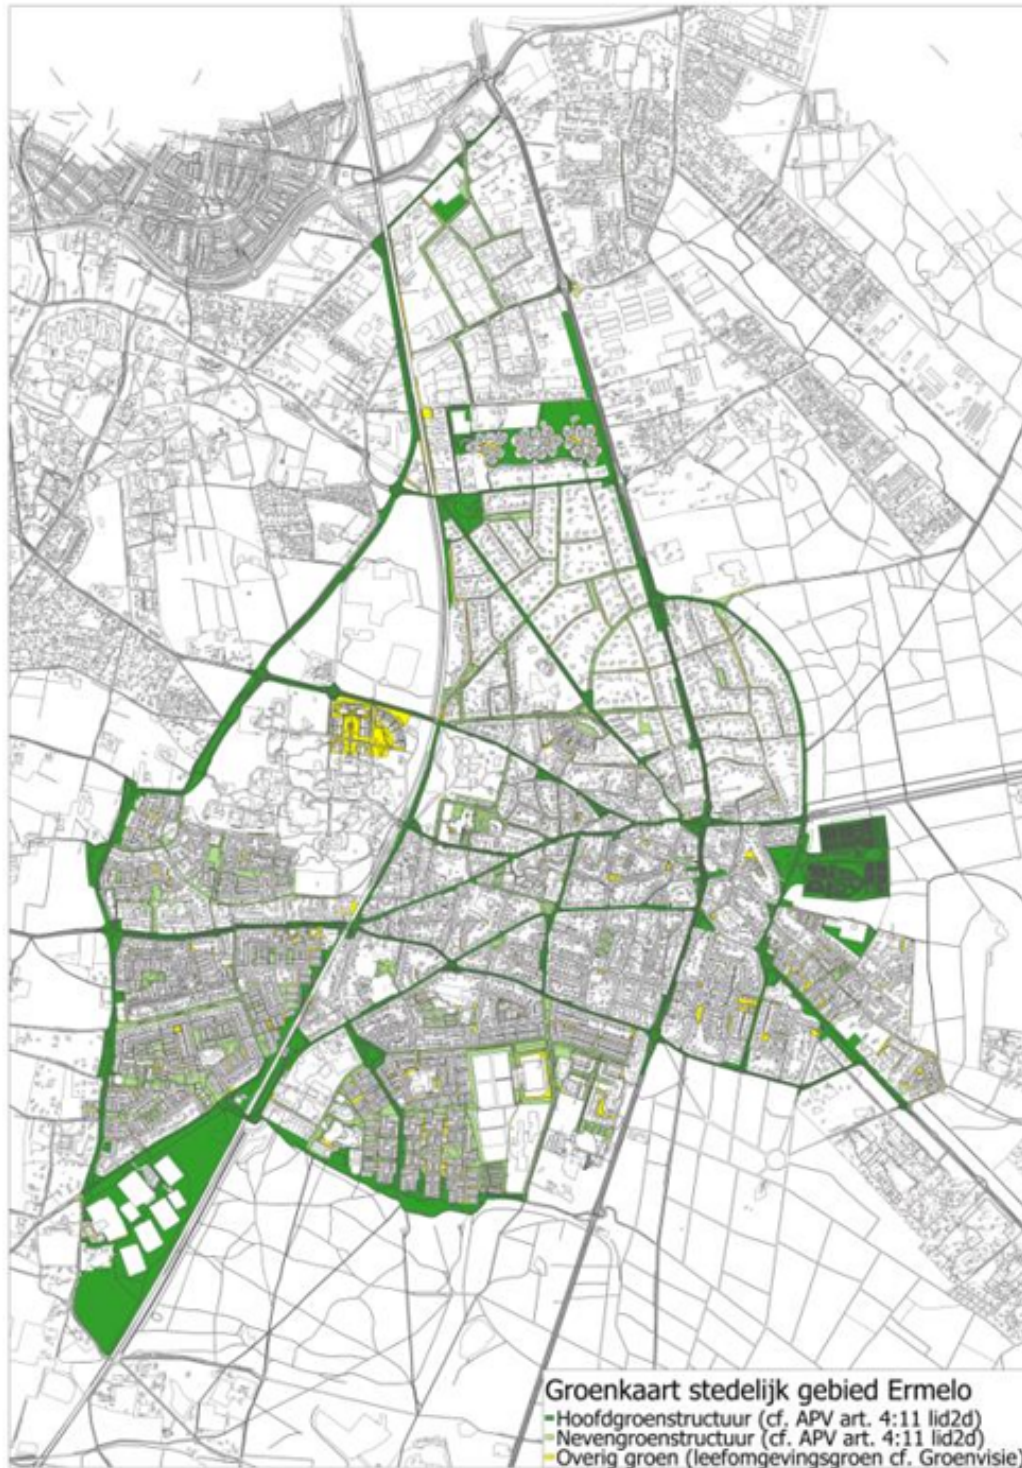 Groenkaart stedelijk gebied Ermelo
Hoofdgroenstructuur (cf. APV art. 4:11 lid2d)
Nevengroenstructuur (cf. APV art. 4:11 lid2d)
Overig groen (leefomgevingsgroen cf. Groenvisie)